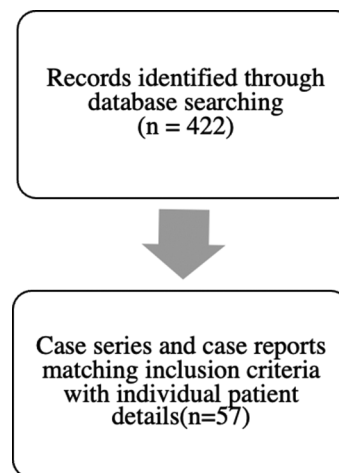 Records identified through
database searching
(n = 422)
Case series and case reports
matching inclusion criteria
with individual patient
details(n=57)